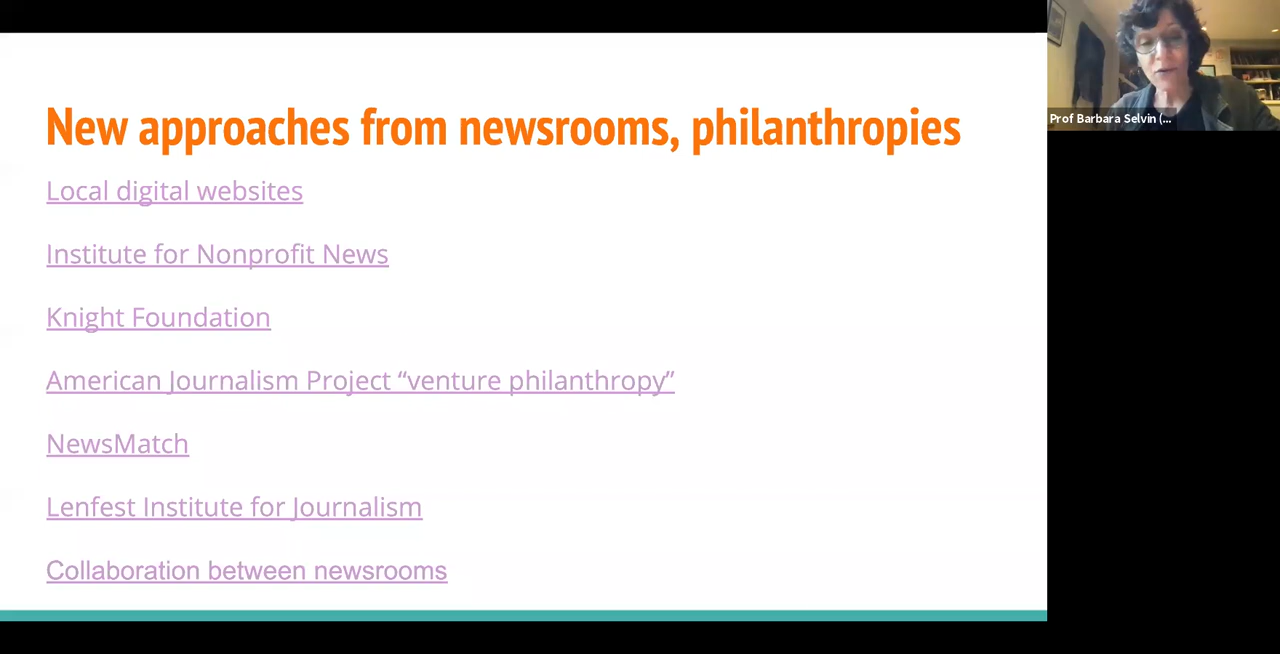 New approaches from newsrooms, philanthropies
Local digital websites
Institute for Nonprofit News
Knight Foundation
American Journalism Project “venture philanthropy”
NewsMatch
Lenfest Institute for Journalism
Collaboration between newsrooms
Prof Barbara Selvin (...